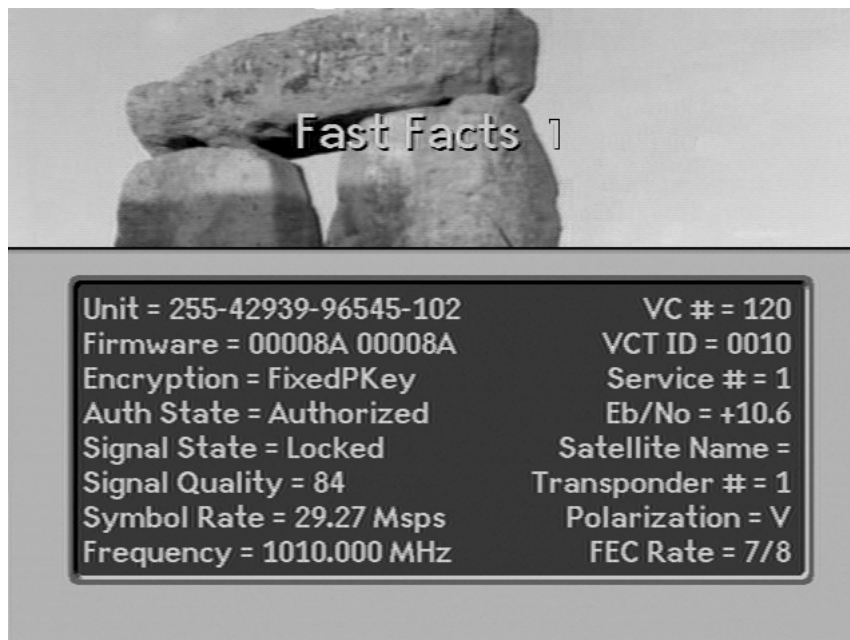 Fast Facts 1
Unit = 255-42939-96545-102 VC # = 120
Firmware = 00008A 00008A VCT ID = 0010
Encryption = FixedPKey Service # = 1
Auth State = Authorized Eb/No = +10.6
Signal State = Locked Satellite Name =
Signal Quality = 84 Transponder # = 1
Symbol Rate = 29.27 Msps Polarization = V
Frequency = 1010.000 MHz FEC Rate = 7/8